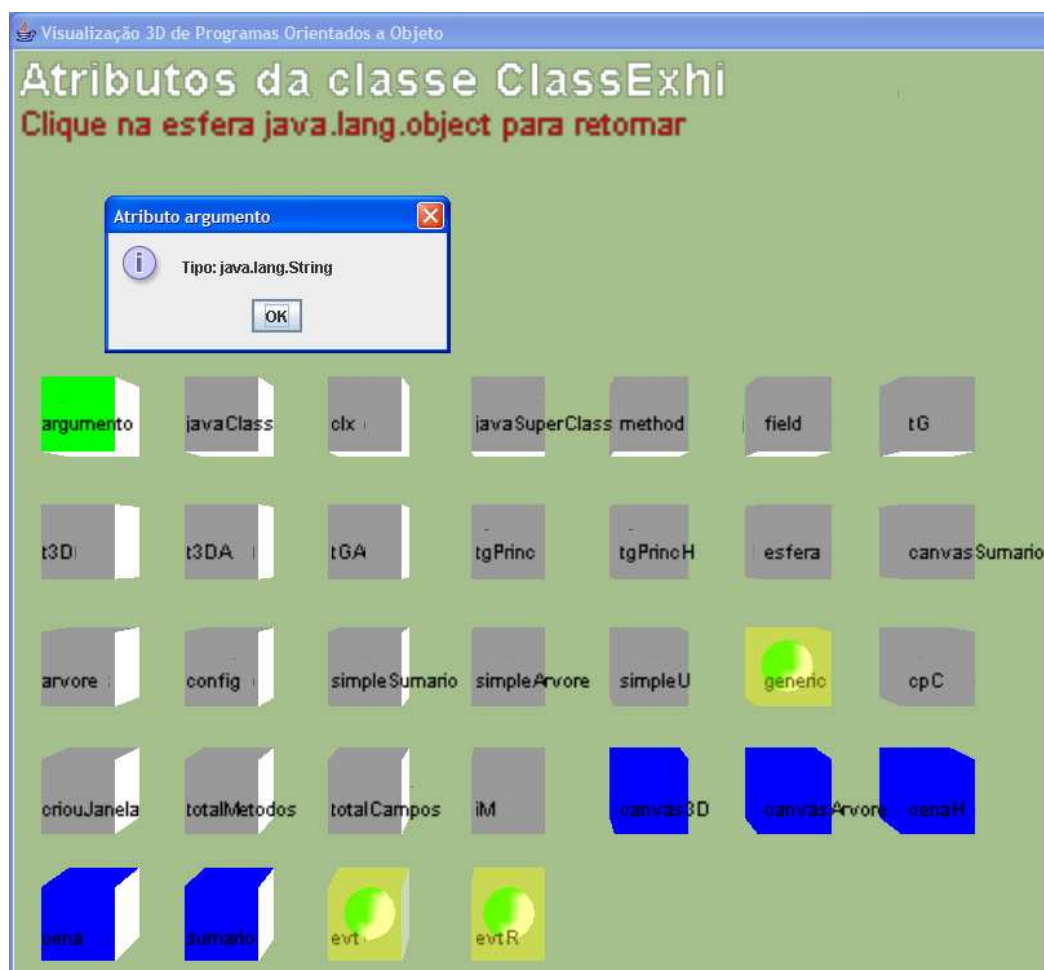 Visualização 3D de Programas Orientados a Objeto
Atributos da classe ClassExhi
Clique na esfera java.lang.object para retornar
Atributo argumento
Tipo: java.lang.String
OK
argumento javaClass clx javaSuperClass method field tG
t3D t3DA tGA tgPrinc tgPrincH esfera canvasSumario
arvore config simpleSumario simpleArvore simpleU generic cpC
criouJanela totalMetodos totalCampos iM canvas3D canvasArvore cenaH
cena sumario evt evtR